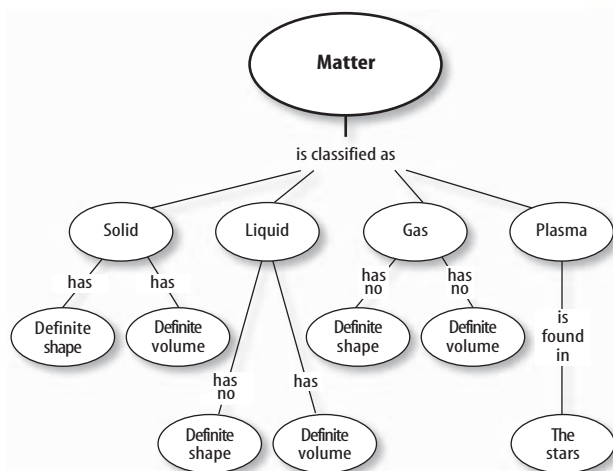 Matter
is classified as
Solid
Liquid
Gas
Plasma
has
has
has
no
has
no
is
found
in
Definite
shape
Definite
volume
Definite
shape
Definite
volume
has
no
has
Definite
shape
Definite
volume
The
stars